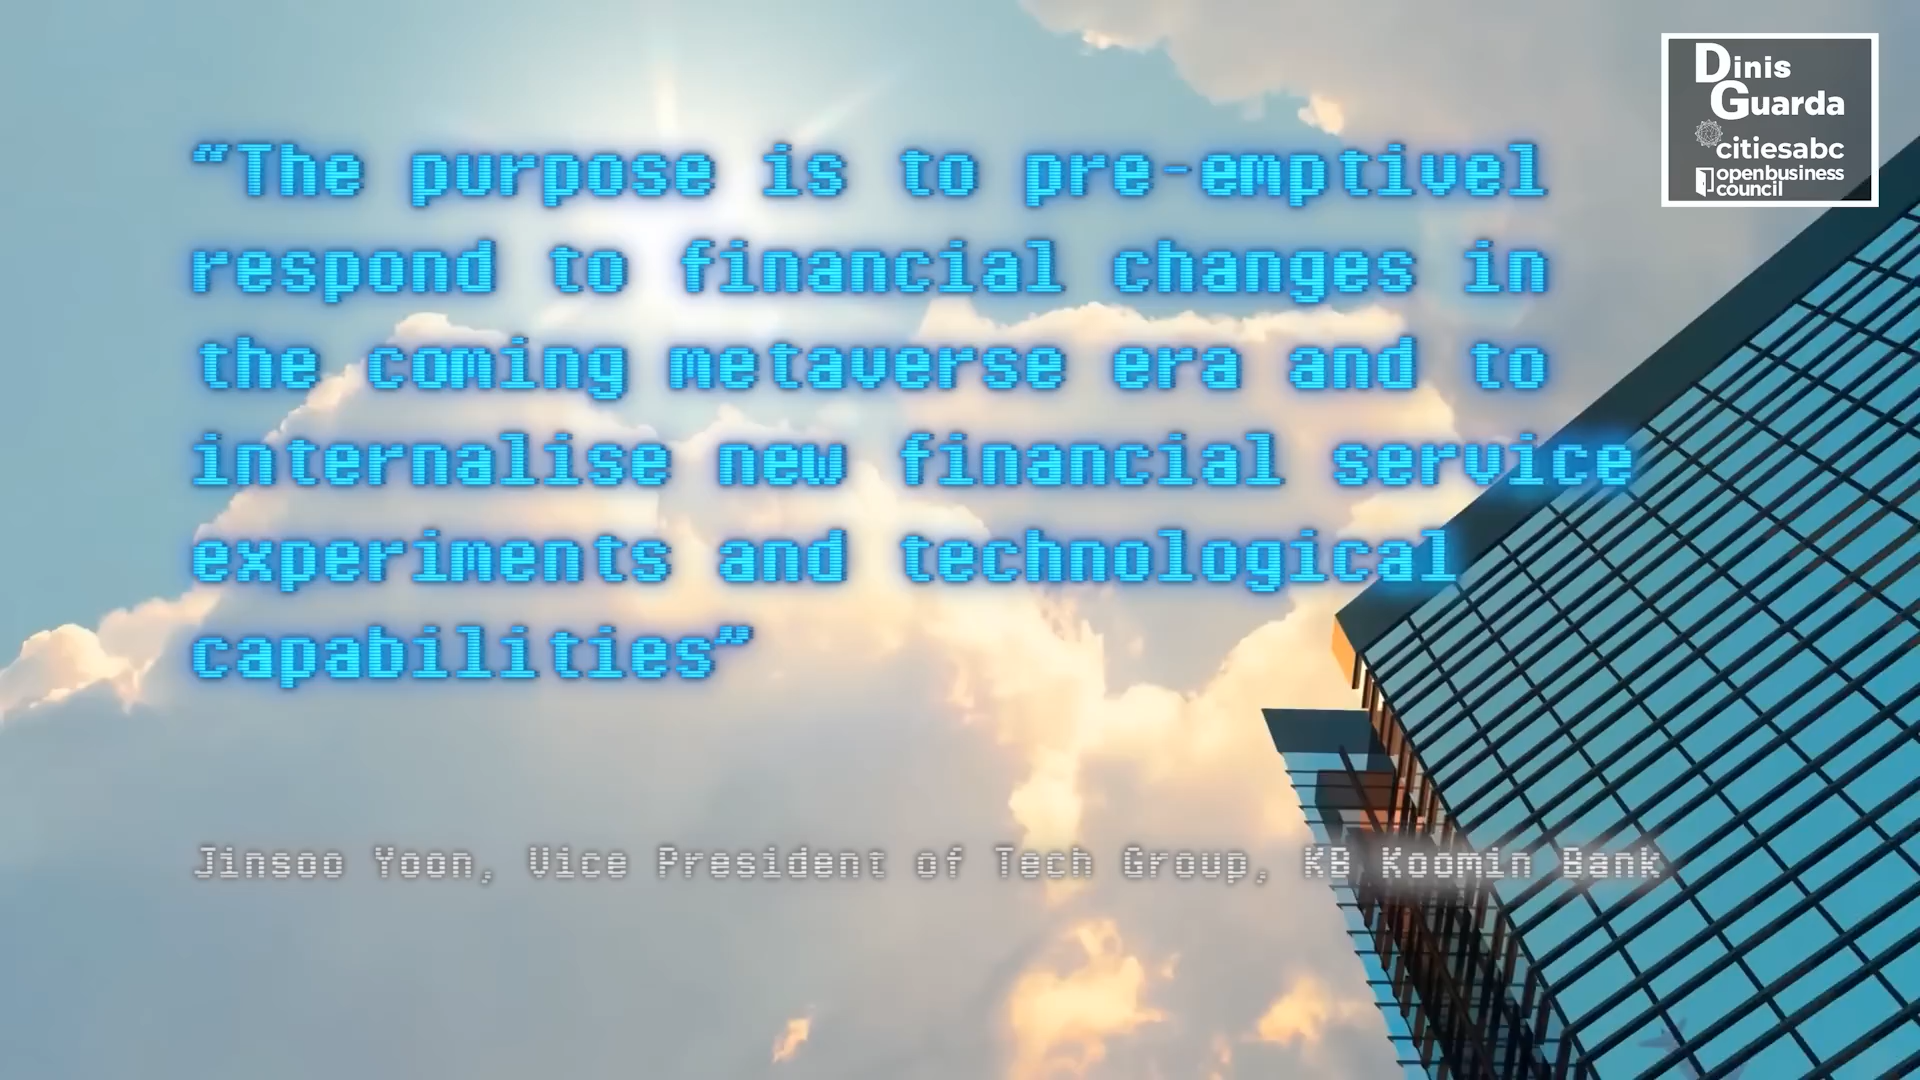 “The purpose is to pre-emptivel
respond to financial changes in
the coming metaverse era and to
internalise new financial service
experiments and technological
capabilities”
Jinsoo Yoon, Vice President of Tech Group, KB Koomin Bank
Dinis
Guarda
citiesabc
openbusiness
council